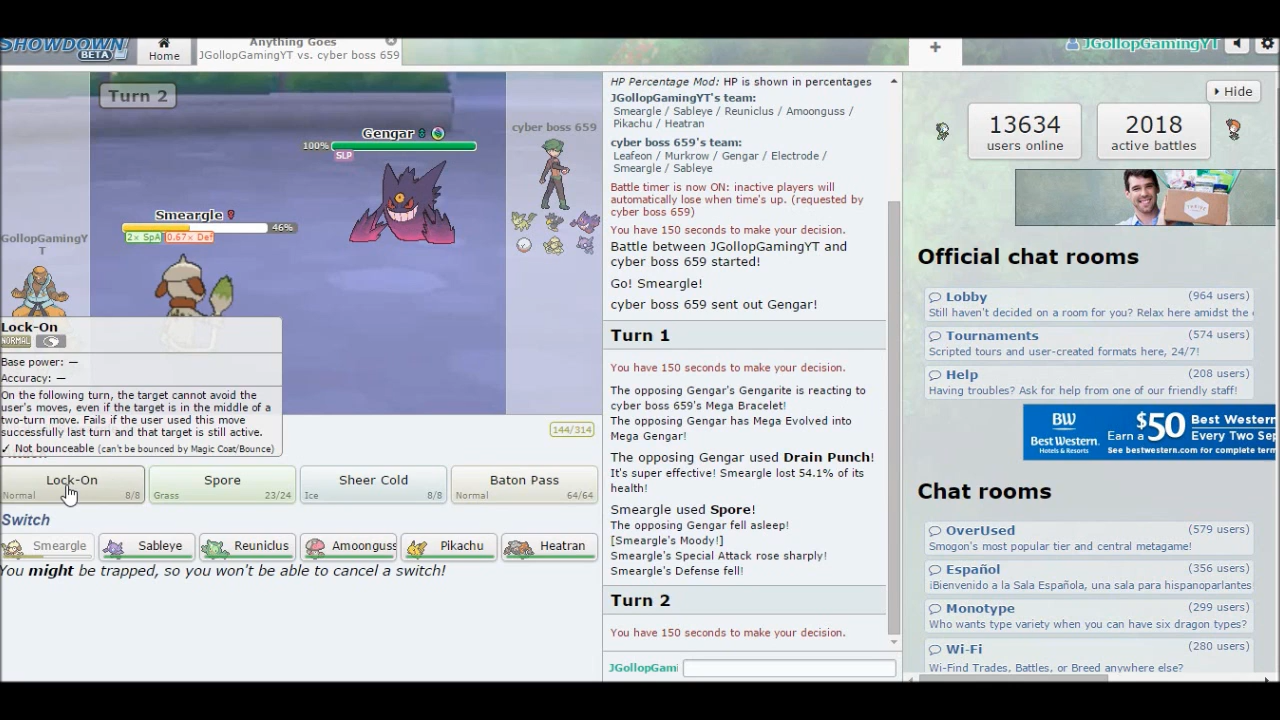 SHOWDOWN!
BETA
Home
Anything Goes
JGollopGamingYT vs. cyber boss 659
+
JGollopGamingYT
Turn 2
Gengar
100%
SLP
Smeargle
46%
2× SpA
0.67× Def
GollopGamingY
T
cyber boss 659
Lock-On
NORMAL
Base power: —
Accuracy: —
On the following turn, the target cannot avoid the
user's moves, even if the target is in the middle of a
two-turn move. Fails if the user used this move
successfully last turn and that target is still active.
✓ Not bounceable (can't be bounced by Magic Coat/Bounce)
144/314
Lock-On
Normal 8/8
Spore
Grass 23/24
Sheer Cold
Ice 8/8
Baton Pass
Normal 64/64
Switch
Smeargle
Sableye
Reuniclus
Amoonguss
Pikachu
Heatran
You might be trapped, so you won't be able to cancel a switch!
HP Percentage Mod: HP is shown in percentages
JGollopGamingYT's team:
Smeargle / Sableye / Reuniclus / Amoonguss /
Pikachu / Heatran
cyber boss 659's team:
Leafeon / Murkrow / Gengar / Electrode /
Smeargle / Sableye
Battle timer is now ON: inactive players will
automatically lose when time's up. (requested by
cyber boss 659)
You have 150 seconds to make your decision.
Battle between JGollopGamingYT and
cyber boss 659 started!
Go! Smeargle!
cyber boss 659 sent out Gengar!
Turn 1
You have 150 seconds to make your decision.
The opposing Gengar's Gengarite is reacting to
cyber boss 659's Mega Bracelet!
The opposing Gengar has Mega Evolved into
Mega Gengar!
The opposing Gengar used Drain Punch!
It's super effective! Smeargle lost 54.1% of its
health!
Smeargle used Spore!
The opposing Gengar fell asleep!
[Smeargle's Moody!]
Smeargle's Special Attack rose sharply!
Smeargle's Defense fell!
Turn 2
You have 150 seconds to make your decision.
JGollopGami
Hide
13634
users online
2018
active battles
Official chat rooms
Lobby (964 users)
Still haven't decided on a room for you? Relax here amidst the
Tournaments (574 users)
Scripted tours and user-created formats here, 24/7!
Help (208 users)
Having troubles? Ask for help from one of our friendly staff!
BW
Best Western.
Hotels & Resorts
Earn a $50 Best Western
Every Two Sep
See bestwestern.com for complete term
Chat rooms
OverUsed (579 users)
Smogon's most popular tier and central metagame!
Español (356 users)
¡Bienvenido a la Sala Española, una sala para hispanoparlantes
Monotype (299 users)
Who wants type variety when you can have six dragon types?
Wi-Fi (280 users)
Wi-Find Trades, Battles, or Breed anywhere else?